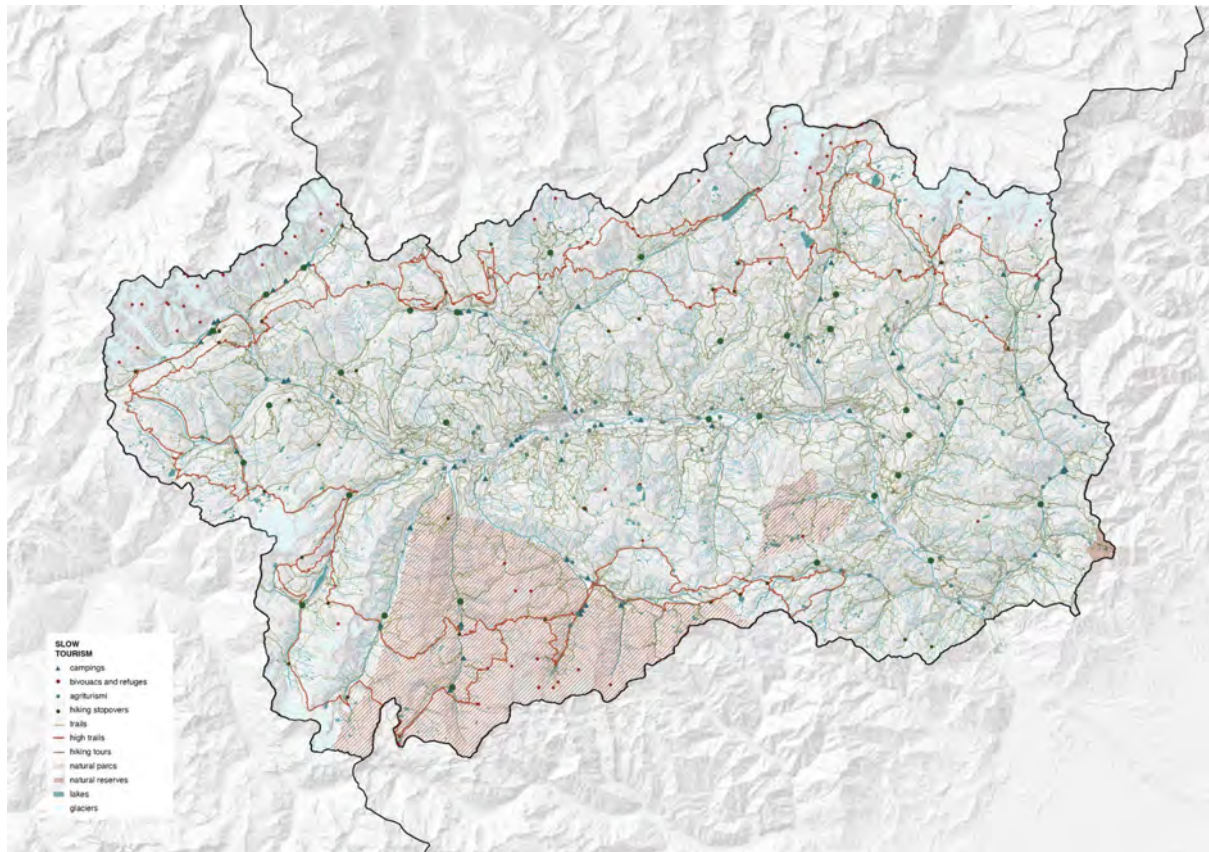 SLOW
TOURISM
campings
bivouacs and refuges
agriturismi
hiking stopovers
trails
high trails
hiking tours
natural parcs
natural reserves
lakes
glaciers